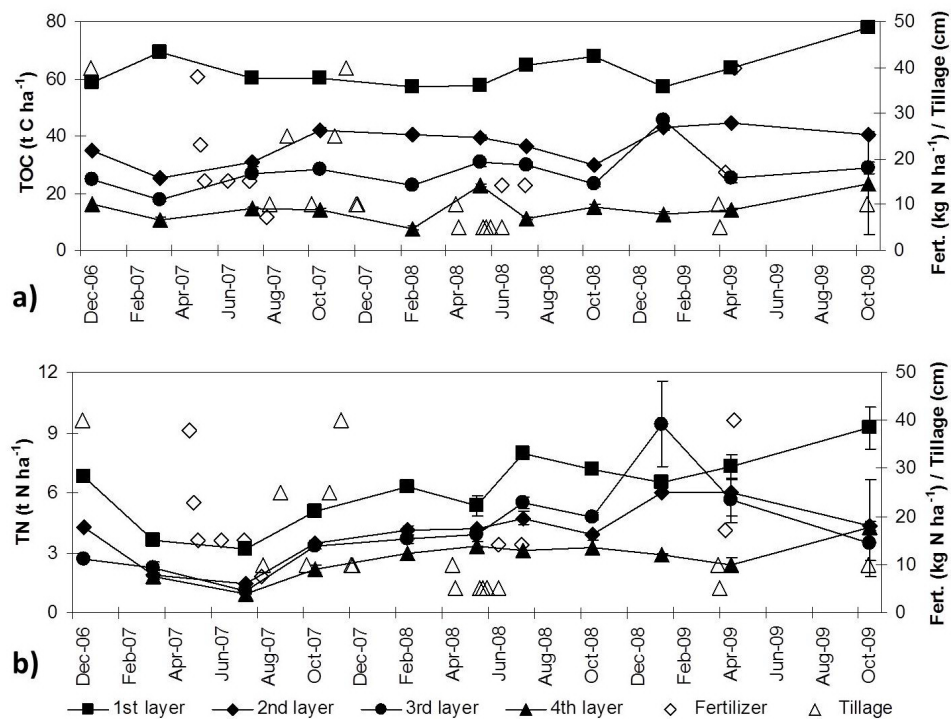 80
60
40
20
0
TOC (t C ha-1)
50
40
30
20
10
0
Fert. (kg N ha-1) / Tillage (cm)
Dec-06 Feb-07 Apr-07 Jun-07 Aug-07 Oct-07 Dec-07 Feb-08 Apr-08 Jun-08 Aug-08 Oct-08 Dec-08 Feb-09 Apr-09 Jun-09 Aug-09 Oct-09
a)
12
9
6
3
0
TN (t N ha-1)
50
40
30
20
10
0
Fert. (kg N ha-1) / Tillage (cm)
Dec-06 Feb-07 Apr-07 Jun-07 Aug-07 Oct-07 Dec-07 Feb-08 Apr-08 Jun-08 Aug-08 Oct-08 Dec-08 Feb-09 Apr-09 Jun-09 Aug-09 Oct-09
b)
1st layer 2nd layer 3rd layer 4th layer Fertilizer Tillage